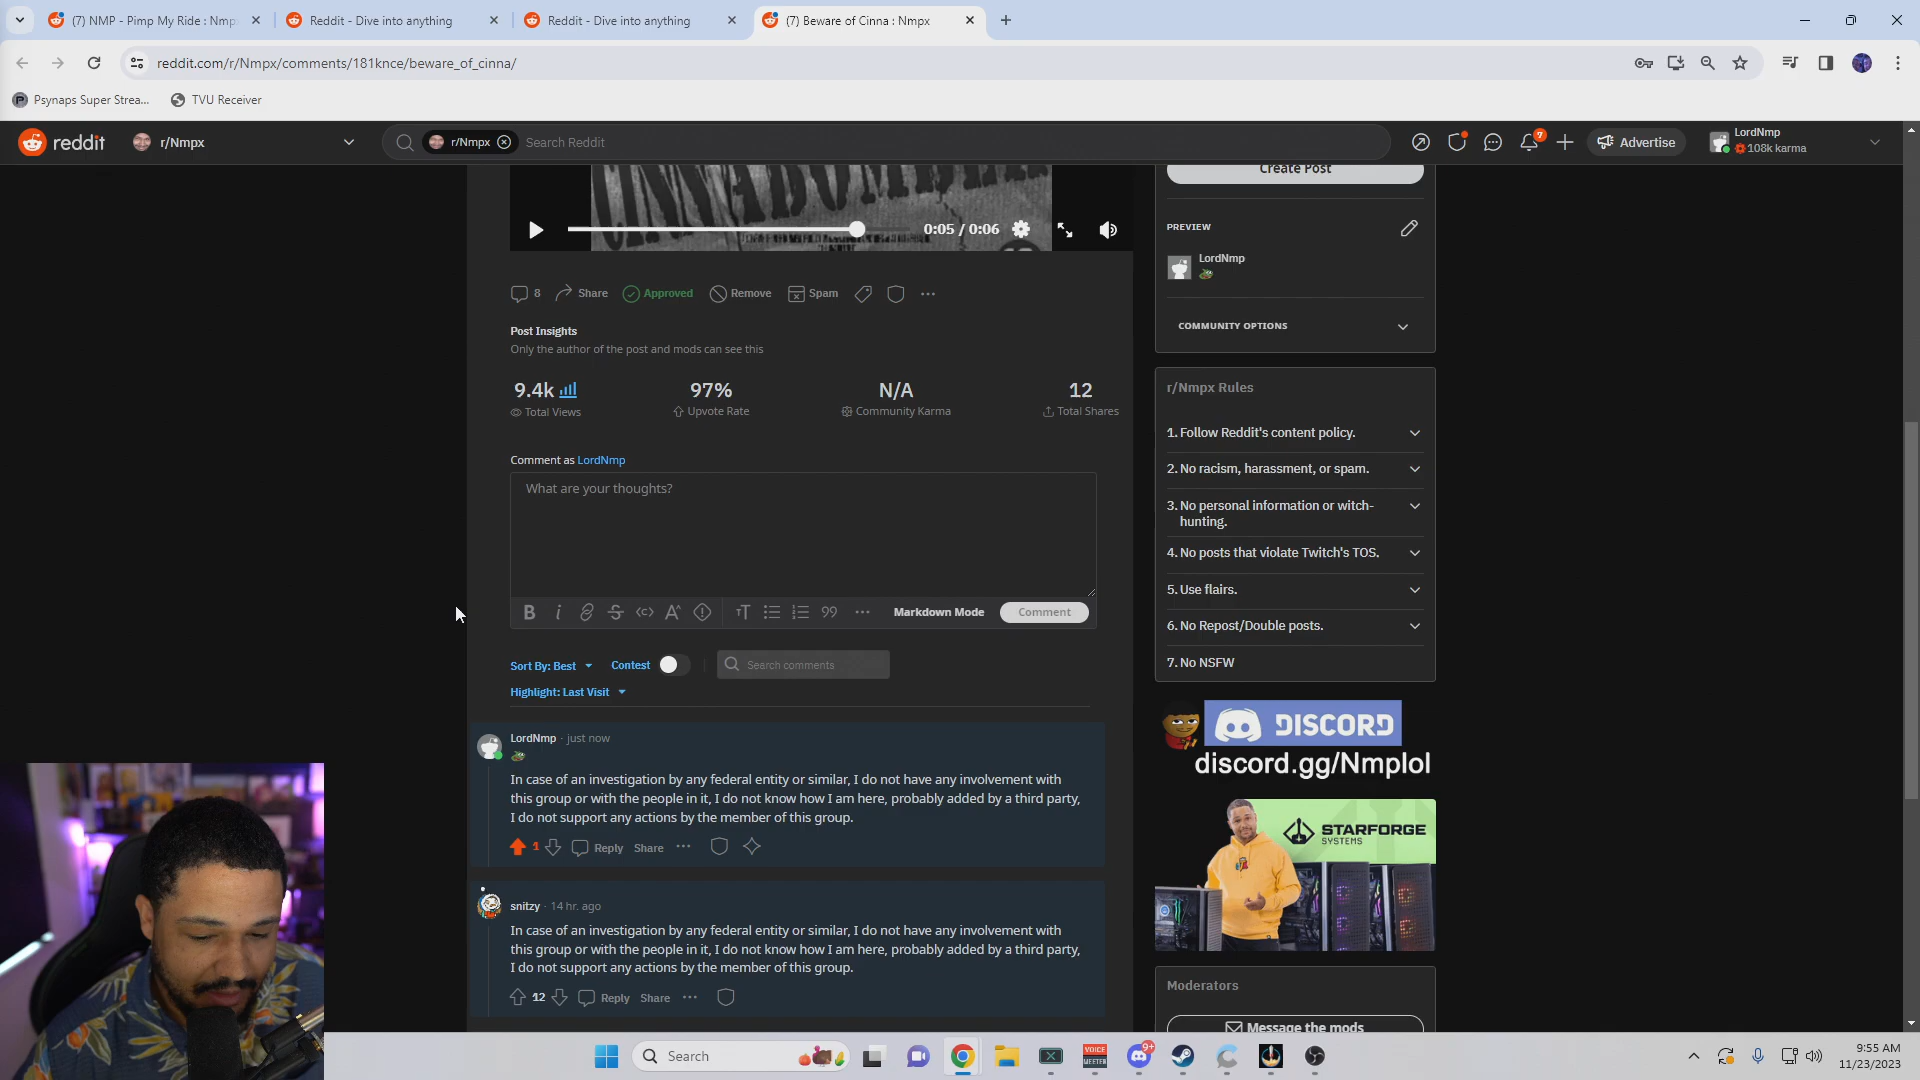 (7) NMP - Pimp My Ride : Nmp
Reddit - Dive into anything
Reddit - Dive into anything
(7) Beware of Cinna : Nmpx
reddit.com/r/Nmpx/comments/181knce/beware_of_cinna/
Psynaps Super Strea...
TVU Receiver
reddit
r/Nmpx
r/Nmpx
Search Reddit
7
Advertise
LordNmp
108k karma
0:05 / 0:06
8
Share
Approved
Remove
Spam
Post Insights
Only the author of the post and mods can see this
9.4k
97%
N/A
12
Total Views
Upvote Rate
Community Karma
Total Shares
Comment as LordNmp
What are your thoughts?
Markdown Mode
Comment
Sort By: Best
Contest
Search comments
Highlight: Last Visit
LordNmp · just now
In case of an investigation by any federal entity or similar, I do not have any involvement with
this group or with the people in it, I do not know how I am here, probably added by a third party,
I do not support any actions by the member of this group.
1
Reply
Share
snitzy · 14 hr. ago
In case of an investigation by any federal entity or similar, I do not have any involvement with
this group or with the people in it, I do not know how I am here, probably added by a third party,
I do not support any actions by the member of this group.
12
Reply
Share
Create Post
PREVIEW
LordNmp
COMMUNITY OPTIONS
r/Nmpx Rules
1. Follow Reddit's content policy.
2. No racism, harassment, or spam.
3. No personal information or witch-
hunting.
4. No posts that violate Twitch's TOS.
5. Use flairs.
6. No Repost/Double posts.
7. No NSFW
DISCORD
discord.gg/Nmplol
STARFORGE
SYSTEMS
Moderators
Message the mods
Search
VOICE
MEETER
9+
9:55 AM
11/23/2023